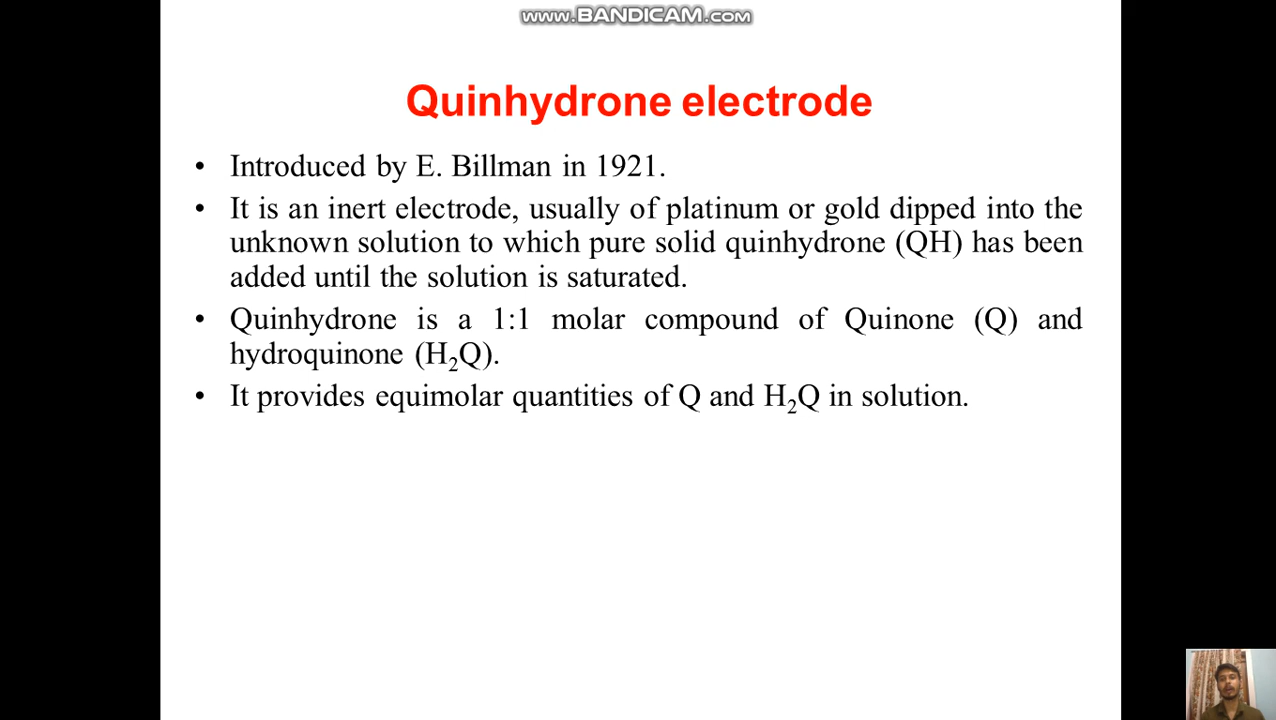 www.BANDICAM.com
Quinhydrone electrode
• Introduced by E. Billman in 1921.
• It is an inert electrode, usually of platinum or gold dipped into the
unknown solution to which pure solid quinhydrone (QH) has been
added until the solution is saturated.
• Quinhydrone is a 1:1 molar compound of Quinone (Q) and
hydroquinone (H₂Q).
• It provides equimolar quantities of Q and H₂Q in solution.